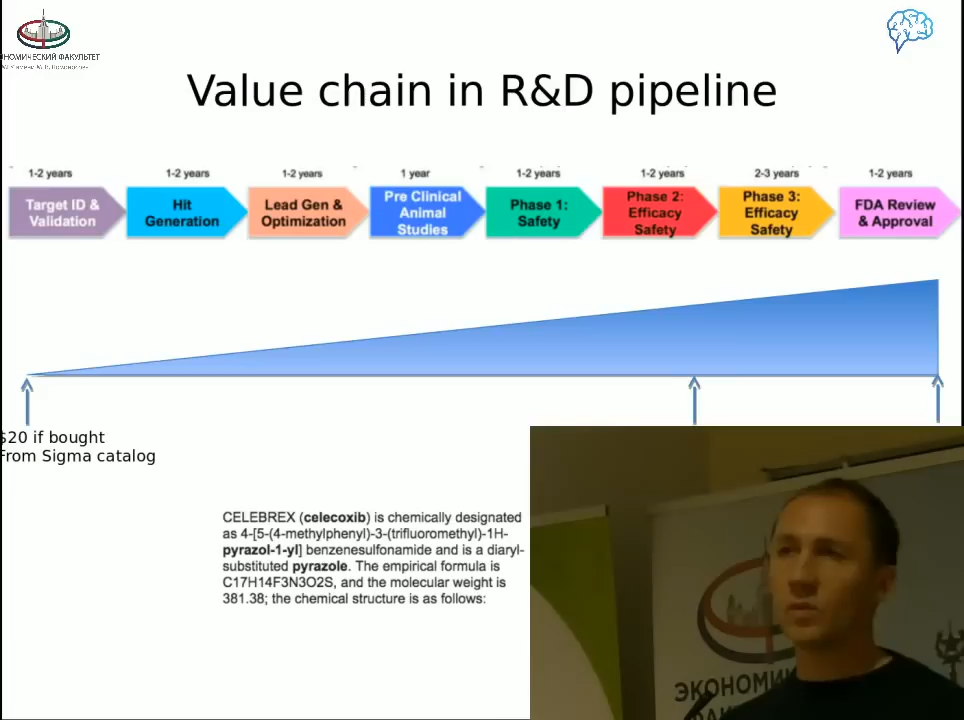 НОМИЧЕСКИЙ ФАКУЛЬТЕТ
Value chain in R&D pipeline
1-2 years
1-2 years
1-2 years
1 year
1-2 years
1-2 years
2-3 years
1-2 years
Target ID &
Validation
Hit
Generation
Lead Gen &
Optimization
Pre Clinical
Animal
Studies
Phase 1:
Safety
Phase 2:
Efficacy
Safety
Phase 3:
Efficacy
Safety
FDA Review
& Approval
$20 if bought
From Sigma catalog
CELEBREX (celecoxib) is chemically designated
as 4-[5-(4-methylphenyl)-3-(trifluoromethyl)-1H-
pyrazol-1-yl] benzenesulfonamide and is a diaryl-
substituted pyrazole. The empirical formula is
C17H14F3N3O2S, and the molecular weight is
381.38; the chemical structure is as follows:
ЭКОНОМИ